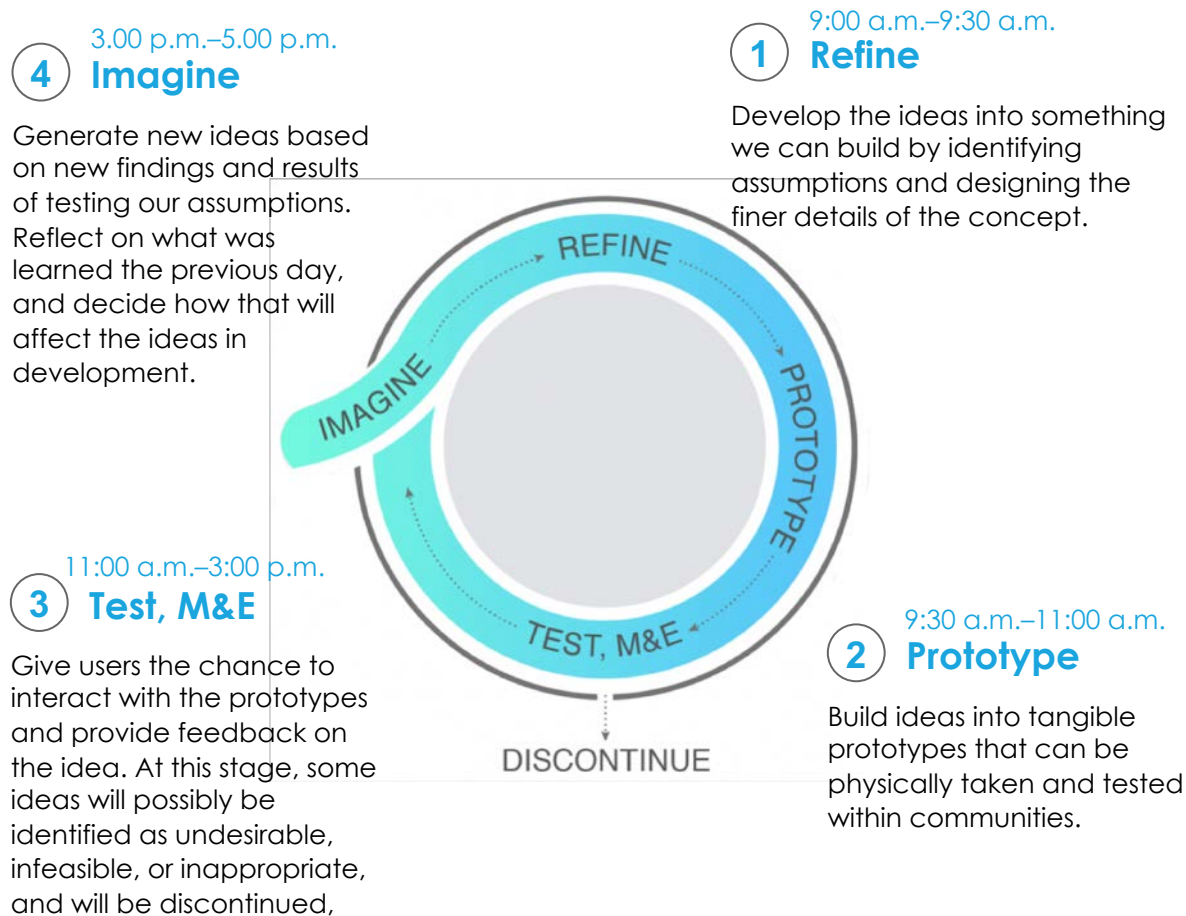 9:00 a.m.–9:30 a.m.
1
Refine
Develop the ideas into something
we can build by identifying
assumptions and designing the
finer details of the concept.
9:30 a.m.–11:00 a.m.
2
Prototype
Build ideas into tangible
prototypes that can be
physically taken and tested
within communities.
11:00 a.m.–3:00 p.m.
3
Test, M&E
Give users the chance to
interact with the prototypes
and provide feedback on
the idea. At this stage, some
ideas will possibly be
identified as undesirable,
infeasible, or inappropriate,
and will be discontinued,
3.00 p.m.–5.00 p.m.
4
Imagine
Generate new ideas based
on new findings and results
of testing our assumptions.
Reflect on what was
learned the previous day,
and decide how that will
affect the ideas in
development.
IMAGINE
REFINE
PROTOTYPE
TEST, M&E
DISCONTINUE